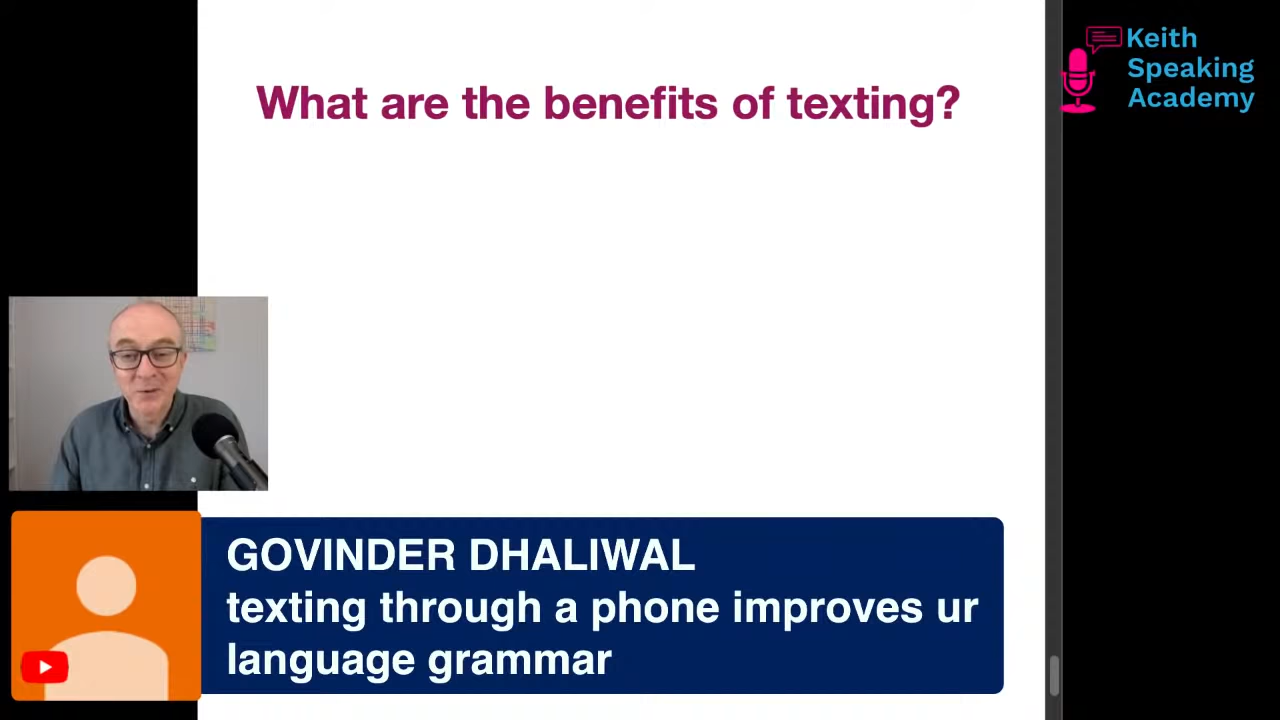 What are the benefits of texting?
Keith
Speaking
Academy
GOVINDER DHALIWAL
texting through a phone improves ur
language grammar